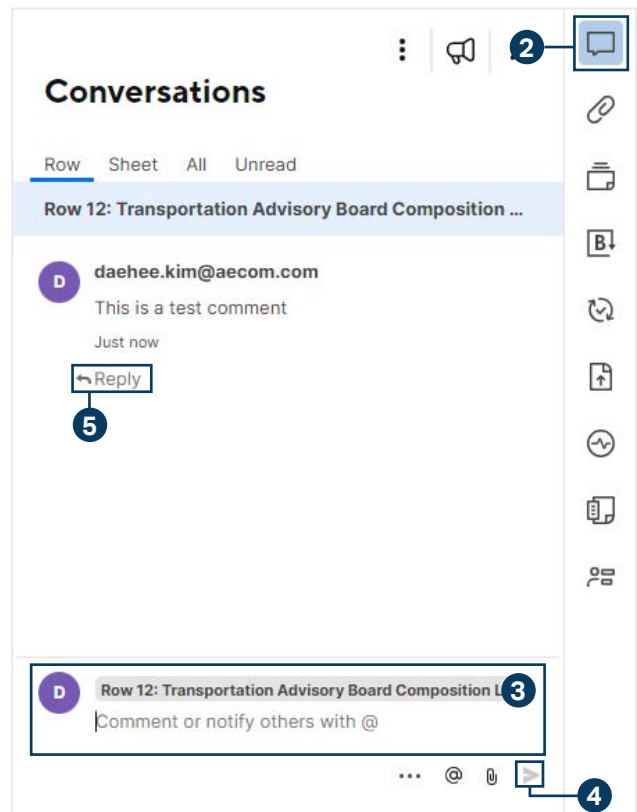 2
Conversations
Row Sheet All Unread
Row 12: Transportation Advisory Board Composition ...
D daehee.kim@aecom.com
This is a test comment
Just now
Reply
5
D Row 12: Transportation Advisory Board Composition L 3
Comment or notify others with @
... @
4
B